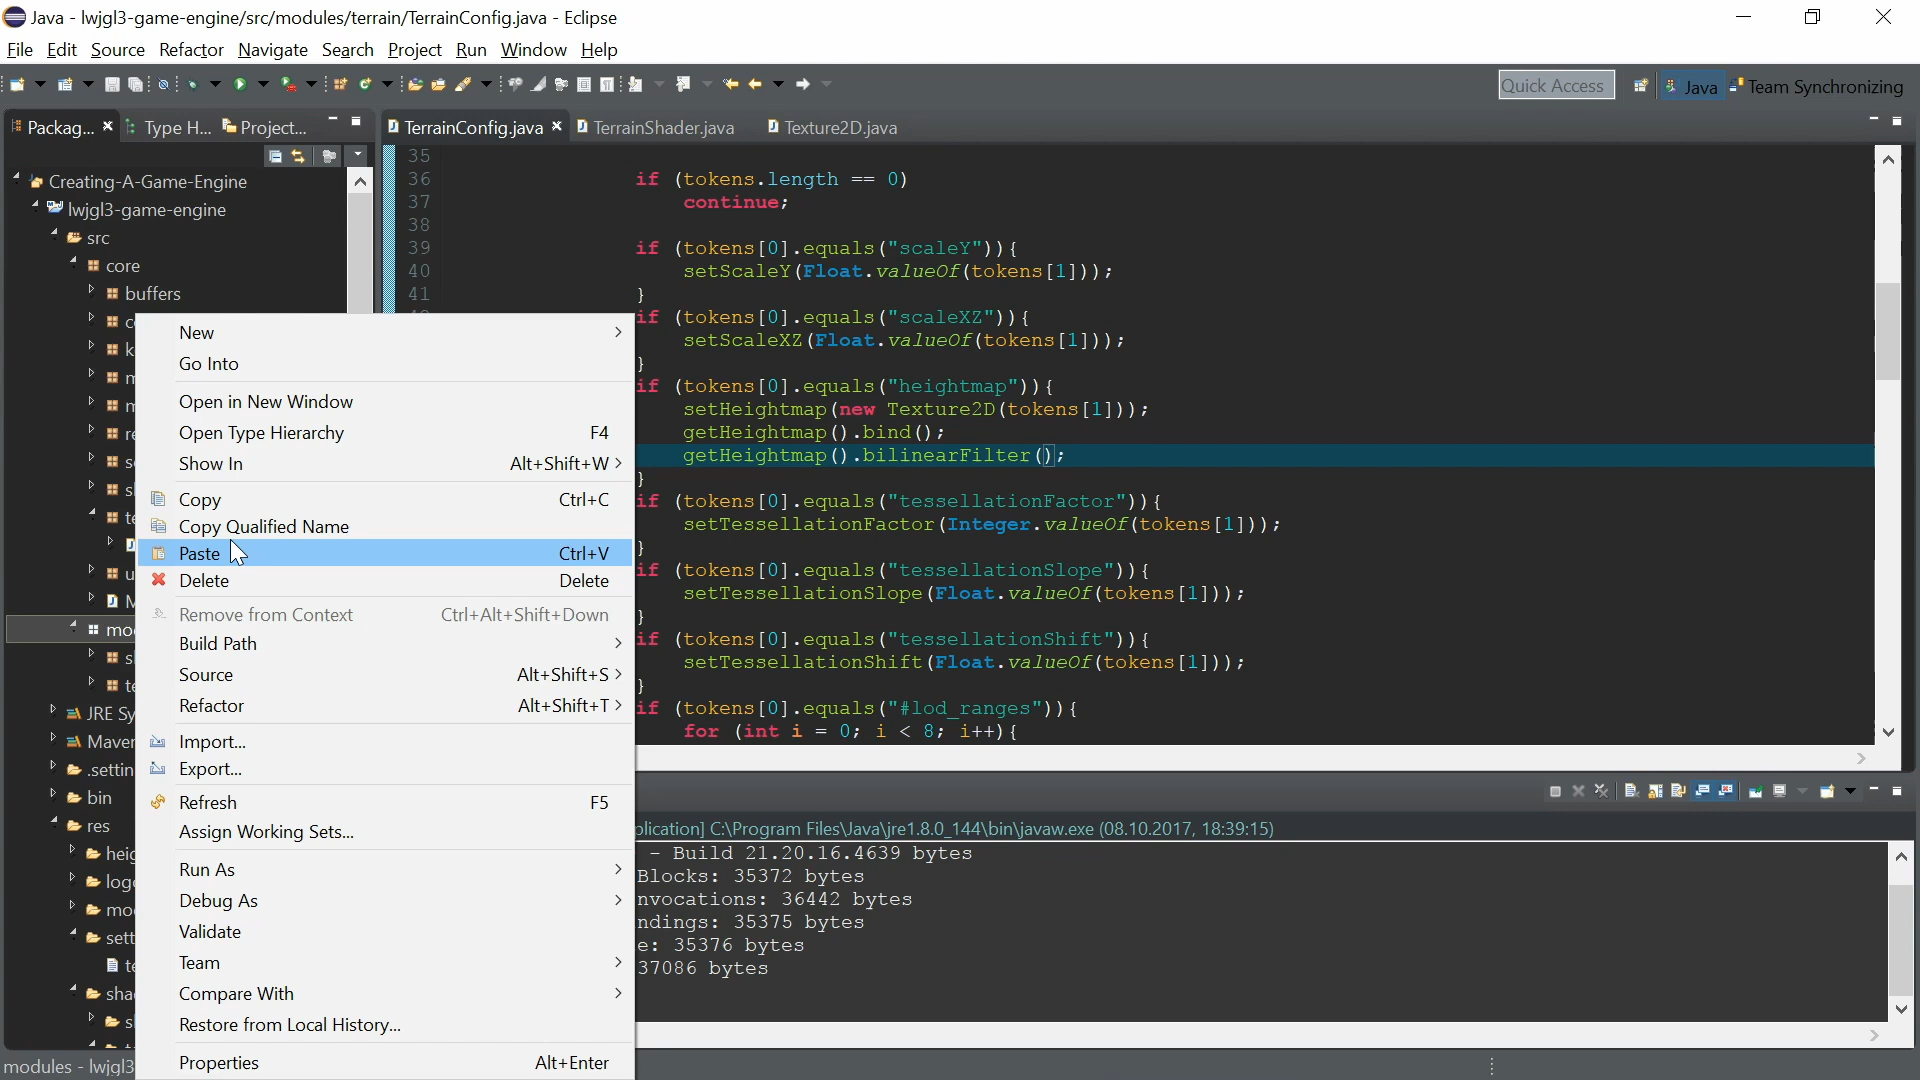 Java - lwjgl3-game-engine/src/modules/terrain/TerrainConfig.java - Eclipse
File Edit Source Refactor Navigate Search Project Run Window Help
Quick Access
Java
Team Synchronizing
Packag...
Type H...
Project...
TerrainConfig.java
TerrainShader.java
Texture2D.java
Creating-A-Game-Engine
lwjgl3-game-engine
src
core
buffers
JRE Sy
Maven
.settin
bin
res
heig
logo
mod
sett
shad
modules - lwjgl3
New
Go Into
Open in New Window
Open Type Hierarchy F4
Show In Alt+Shift+W
Copy Ctrl+C
Copy Qualified Name
Paste Ctrl+V
Delete Delete
Remove from Context Ctrl+Alt+Shift+Down
Build Path
Source Alt+Shift+S
Refactor Alt+Shift+T
Import...
Export...
Refresh F5
Assign Working Sets...
Run As
Debug As
Validate
Team
Compare With
Restore from Local History...
Properties Alt+Enter
35
36 if (tokens.length == 0)
37 continue;
38
39 if (tokens[0].equals("scaleY")){
40 setScaleY(Float.valueOf(tokens[1]));
41 }
if (tokens[0].equals("scaleXZ")){
setScaleXZ(Float.valueOf(tokens[1]));
}
if (tokens[0].equals("heightmap")){
setHeightmap(new Texture2D(tokens[1]));
getHeightmap().bind();
getHeightmap().bilinearFilter();
}
if (tokens[0].equals("tessellationFactor")){
setTessellationFactor(Integer.valueOf(tokens[1]));
}
if (tokens[0].equals("tessellationSlope")){
setTessellationSlope(Float.valueOf(tokens[1]));
}
if (tokens[0].equals("tessellationShift")){
setTessellationShift(Float.valueOf(tokens[1]));
}
if (tokens[0].equals("#lod_ranges")){
for (int i = 0; i < 8; i++){
plication] C:\Program Files\Java\jre1.8.0_144\bin\javaw.exe (08.10.2017, 18:39:15)
- Build 21.20.16.4639 bytes
Blocks: 35372 bytes
nvocations: 36442 bytes
ndings: 35375 bytes
e: 35376 bytes
37086 bytes